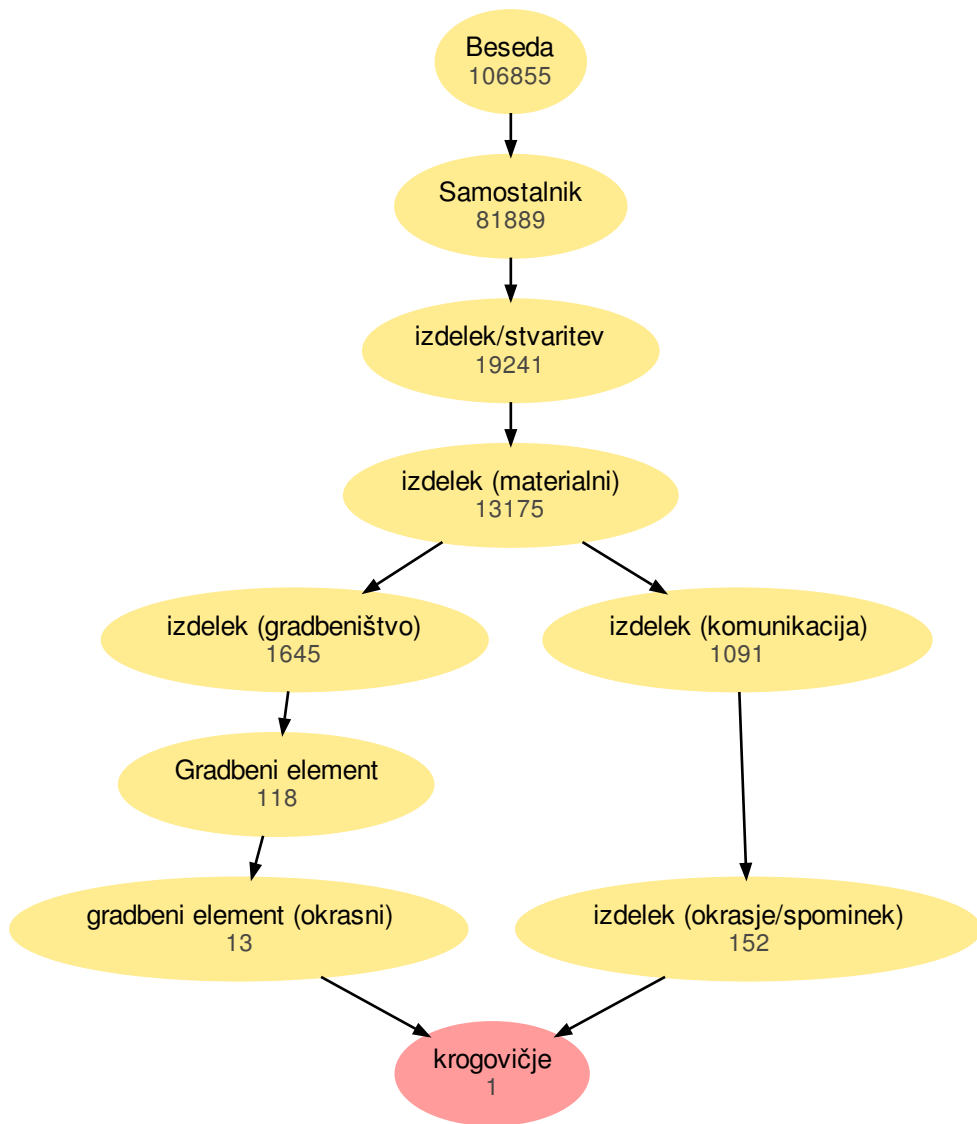 Beseda
106855
Samostalnik
81889
izdelek/stvaritev
19241
izdelek (materialni)
13175
izdelek (gradbeništvo)
1645
izdelek (komunikacija)
1091
Gradbeni element
118
gradbeni element (okrasni)
13
izdelek (okrasje/spominek)
152
krogovičje
1